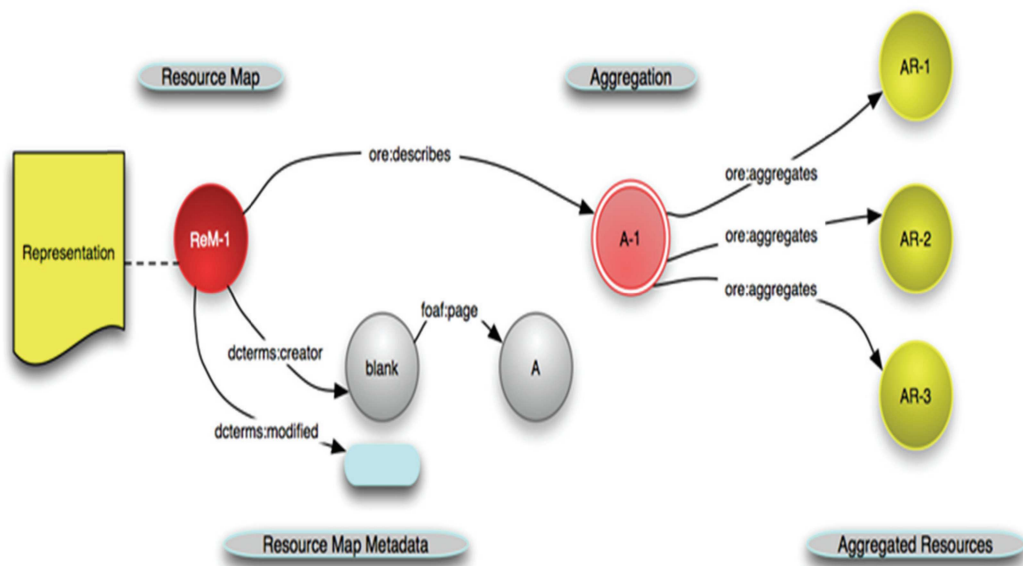 Resource Map
Aggregation
AR-1
ore:describes
ore:aggregates
Representation
ReM-1
A-1
ore:aggregates
AR-2
ore:aggregates
foaf:page
dcterms:creator
blank
A
AR-3
dcterms:modified
Resource Map Metadata
Aggregated Resources